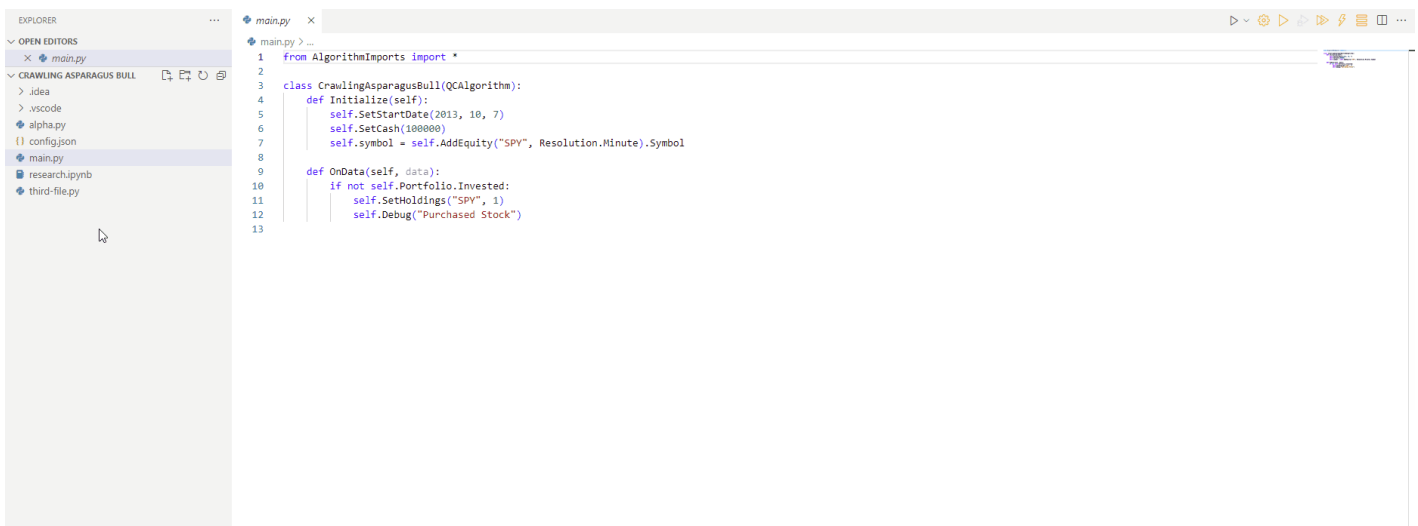 EXPLORER
OPEN EDITORS
main.py
CRAWLING ASPARAGUS BULL
.idea
.vscode
alpha.py
config.json
main.py
research.ipynb
third-file.py
main.py
main.py > ...
1 from AlgorithmImports import *
2
3 class CrawlingAsparagusBull(QCAlgorithm):
4     def Initialize(self):
5         self.SetStartDate(2013, 10, 7)
6         self.SetCash(100000)
7         self.symbol = self.AddEquity("SPY", Resolution.Minute).Symbol
8
9     def OnData(self, data):
10         if not self.Portfolio.Invested:
11             self.SetHoldings("SPY", 1)
12             self.Debug("Purchased Stock")
13